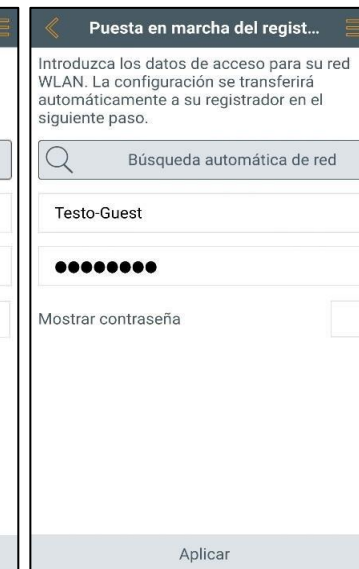 Puesta en marcha del regist...
Introduzca los datos de acceso para su red
WLAN. La configuración se transferirá
automáticamente a su registrador en el
siguiente paso.
Búsqueda automática de red
Testo-Guest
●●●●●●●●
Mostrar contraseña
Aplicar